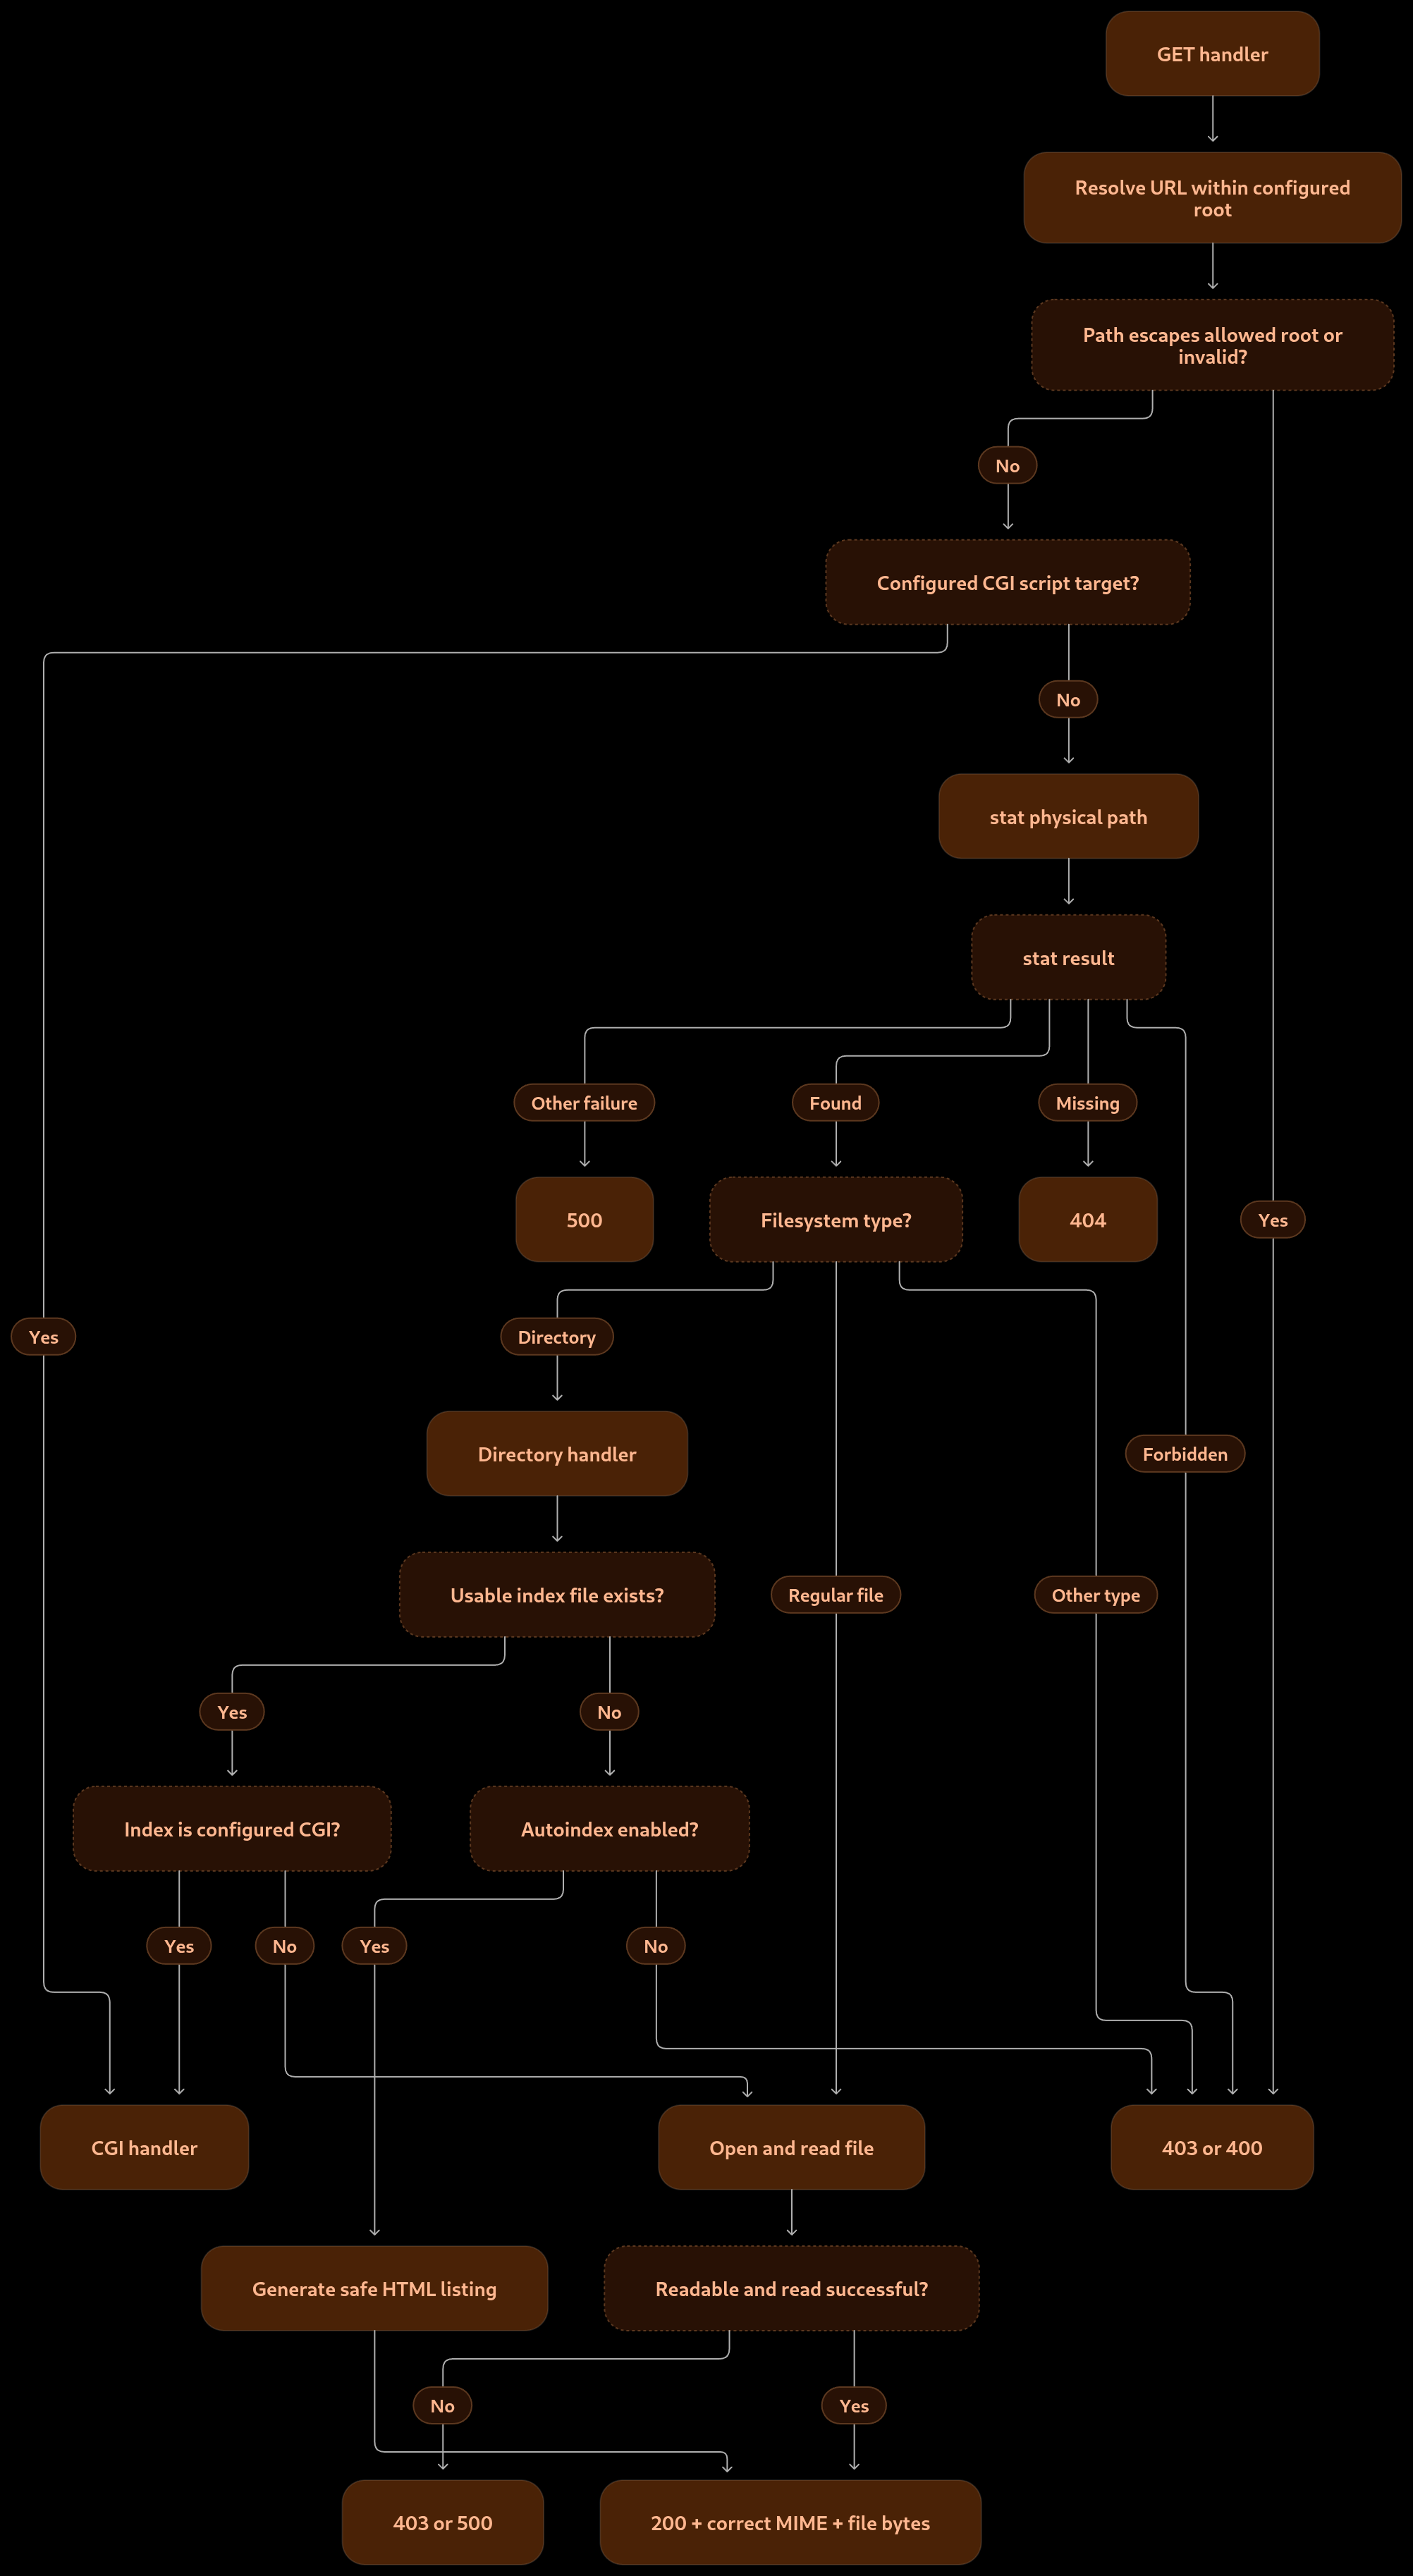 GET handler
Resolve URL within configured
root
Path escapes allowed root or
invalid?
No
Configured CGI script target?
No
stat physical path
stat result
Other failure
Found
Missing
500
Filesystem type?
404
Yes
Yes
Directory
Directory handler
Forbidden
Usable index file exists?
Regular file
Other type
Yes
No
Index is configured CGI?
Autoindex enabled?
Yes
No
Yes
No
CGI handler
Open and read file
403 or 400
Generate safe HTML listing
Readable and read successful?
No
Yes
403 or 500
200 + correct MIME + file bytes